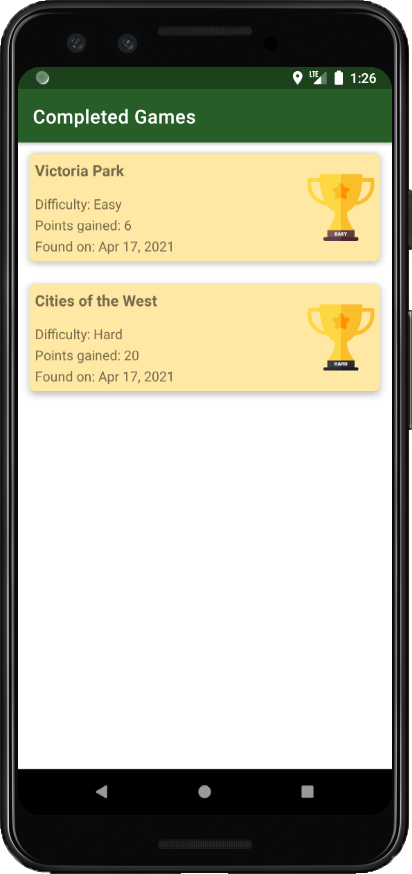 LTE 1:26
Completed Games
Victoria Park
Difficulty: Easy
Points gained: 6
Found on: Apr 17, 2021
EASY
Cities of the West
Difficulty: Hard
Points gained: 20
Found on: Apr 17, 2021
HARD